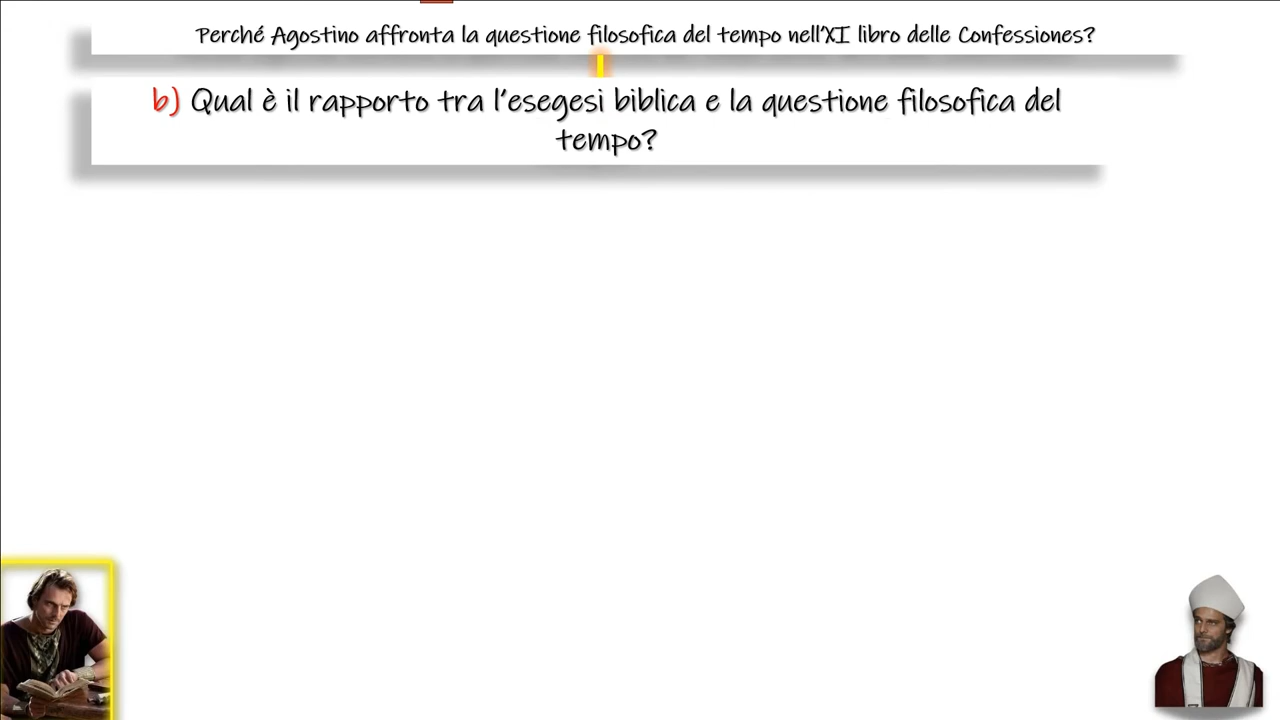 Perché Agostino affronta la questione filosofica del tempo nell'XI libro delle Confessiones?
b) Qual è il rapporto tra l'esegesi biblica e la questione filosofica del
tempo?